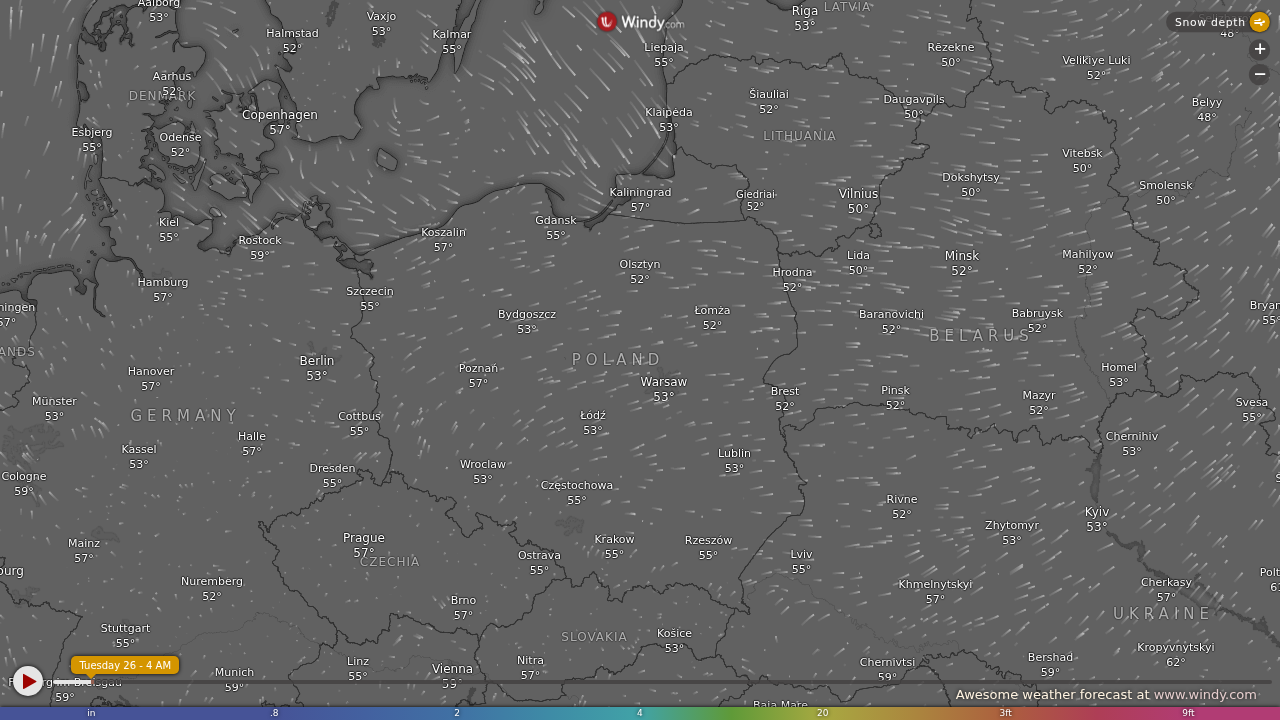 Aalborg
53°
Vaxjo
53°
Halmstad
52°
Kalmar
55°
Windy.com
Liepaja
55°
Riga
53°
LATVIA
Rēzekne
50°
Snow depth
48°
+
−
Velikiye Luki
52°
Belyy
48°
Aarhus
52°
DENMARK
Copenhagen
57°
Esbjerg
55°
Odense
52°
Šiauliai
52°
Daugavpils
50°
Klaipėda
53°
LITHUANIA
Vitebsk
50°
Dokshytsy
50°
Smolensk
50°
Kaliningrad
57°
Giedriai
52°
Vilnius
50°
Kiel
55°
Rostock
59°
Koszalin
57°
Gdansk
55°
Olsztyn
52°
Hrodna
52°
Lida
50°
Minsk
52°
Mahilyow
52°
Hamburg
57°
Szczecin
55°
Bydgoszcz
53°
Łomża
52°
Baranovichi
52°
Babruysk
52°
BELARUS
Berlin
53°
Hanover
57°
Poznań
57°
POLAND
Warsaw
53°
Brest
52°
Pinsk
52°
Mazyr
52°
Homel
53°
Münster
53°
GERMANY
Cottbus
55°
Łódź
53°
Svesa
55°
Kassel
53°
Halle
57°
Chernihiv
53°
Cologne
59°
Dresden
55°
Wroclaw
53°
Lublin
53°
Częstochowa
55°
Rivne
52°
Kyiv
53°
Zhytomyr
53°
Mainz
57°
Prague
57°
CZECHIA
Ostrava
55°
Krakow
55°
Rzeszów
55°
Lviv
55°
Nuremberg
52°
Khmelnytskyi
57°
Cherkasy
57°
Brno
57°
UKRAINE
Stuttgart
55°
SLOVAKIA
Košice
53°
Kropyvnytskyi
62°
Tuesday 26 - 4 AM
Munich
59°
Linz
55°
Vienna
59°
Nitra
57°
Chernivtsi
59°
Bershad
59°
59°
Baia Mare
Awesome weather forecast at www.windy.com
in .8 2 4 20 3ft 9ft